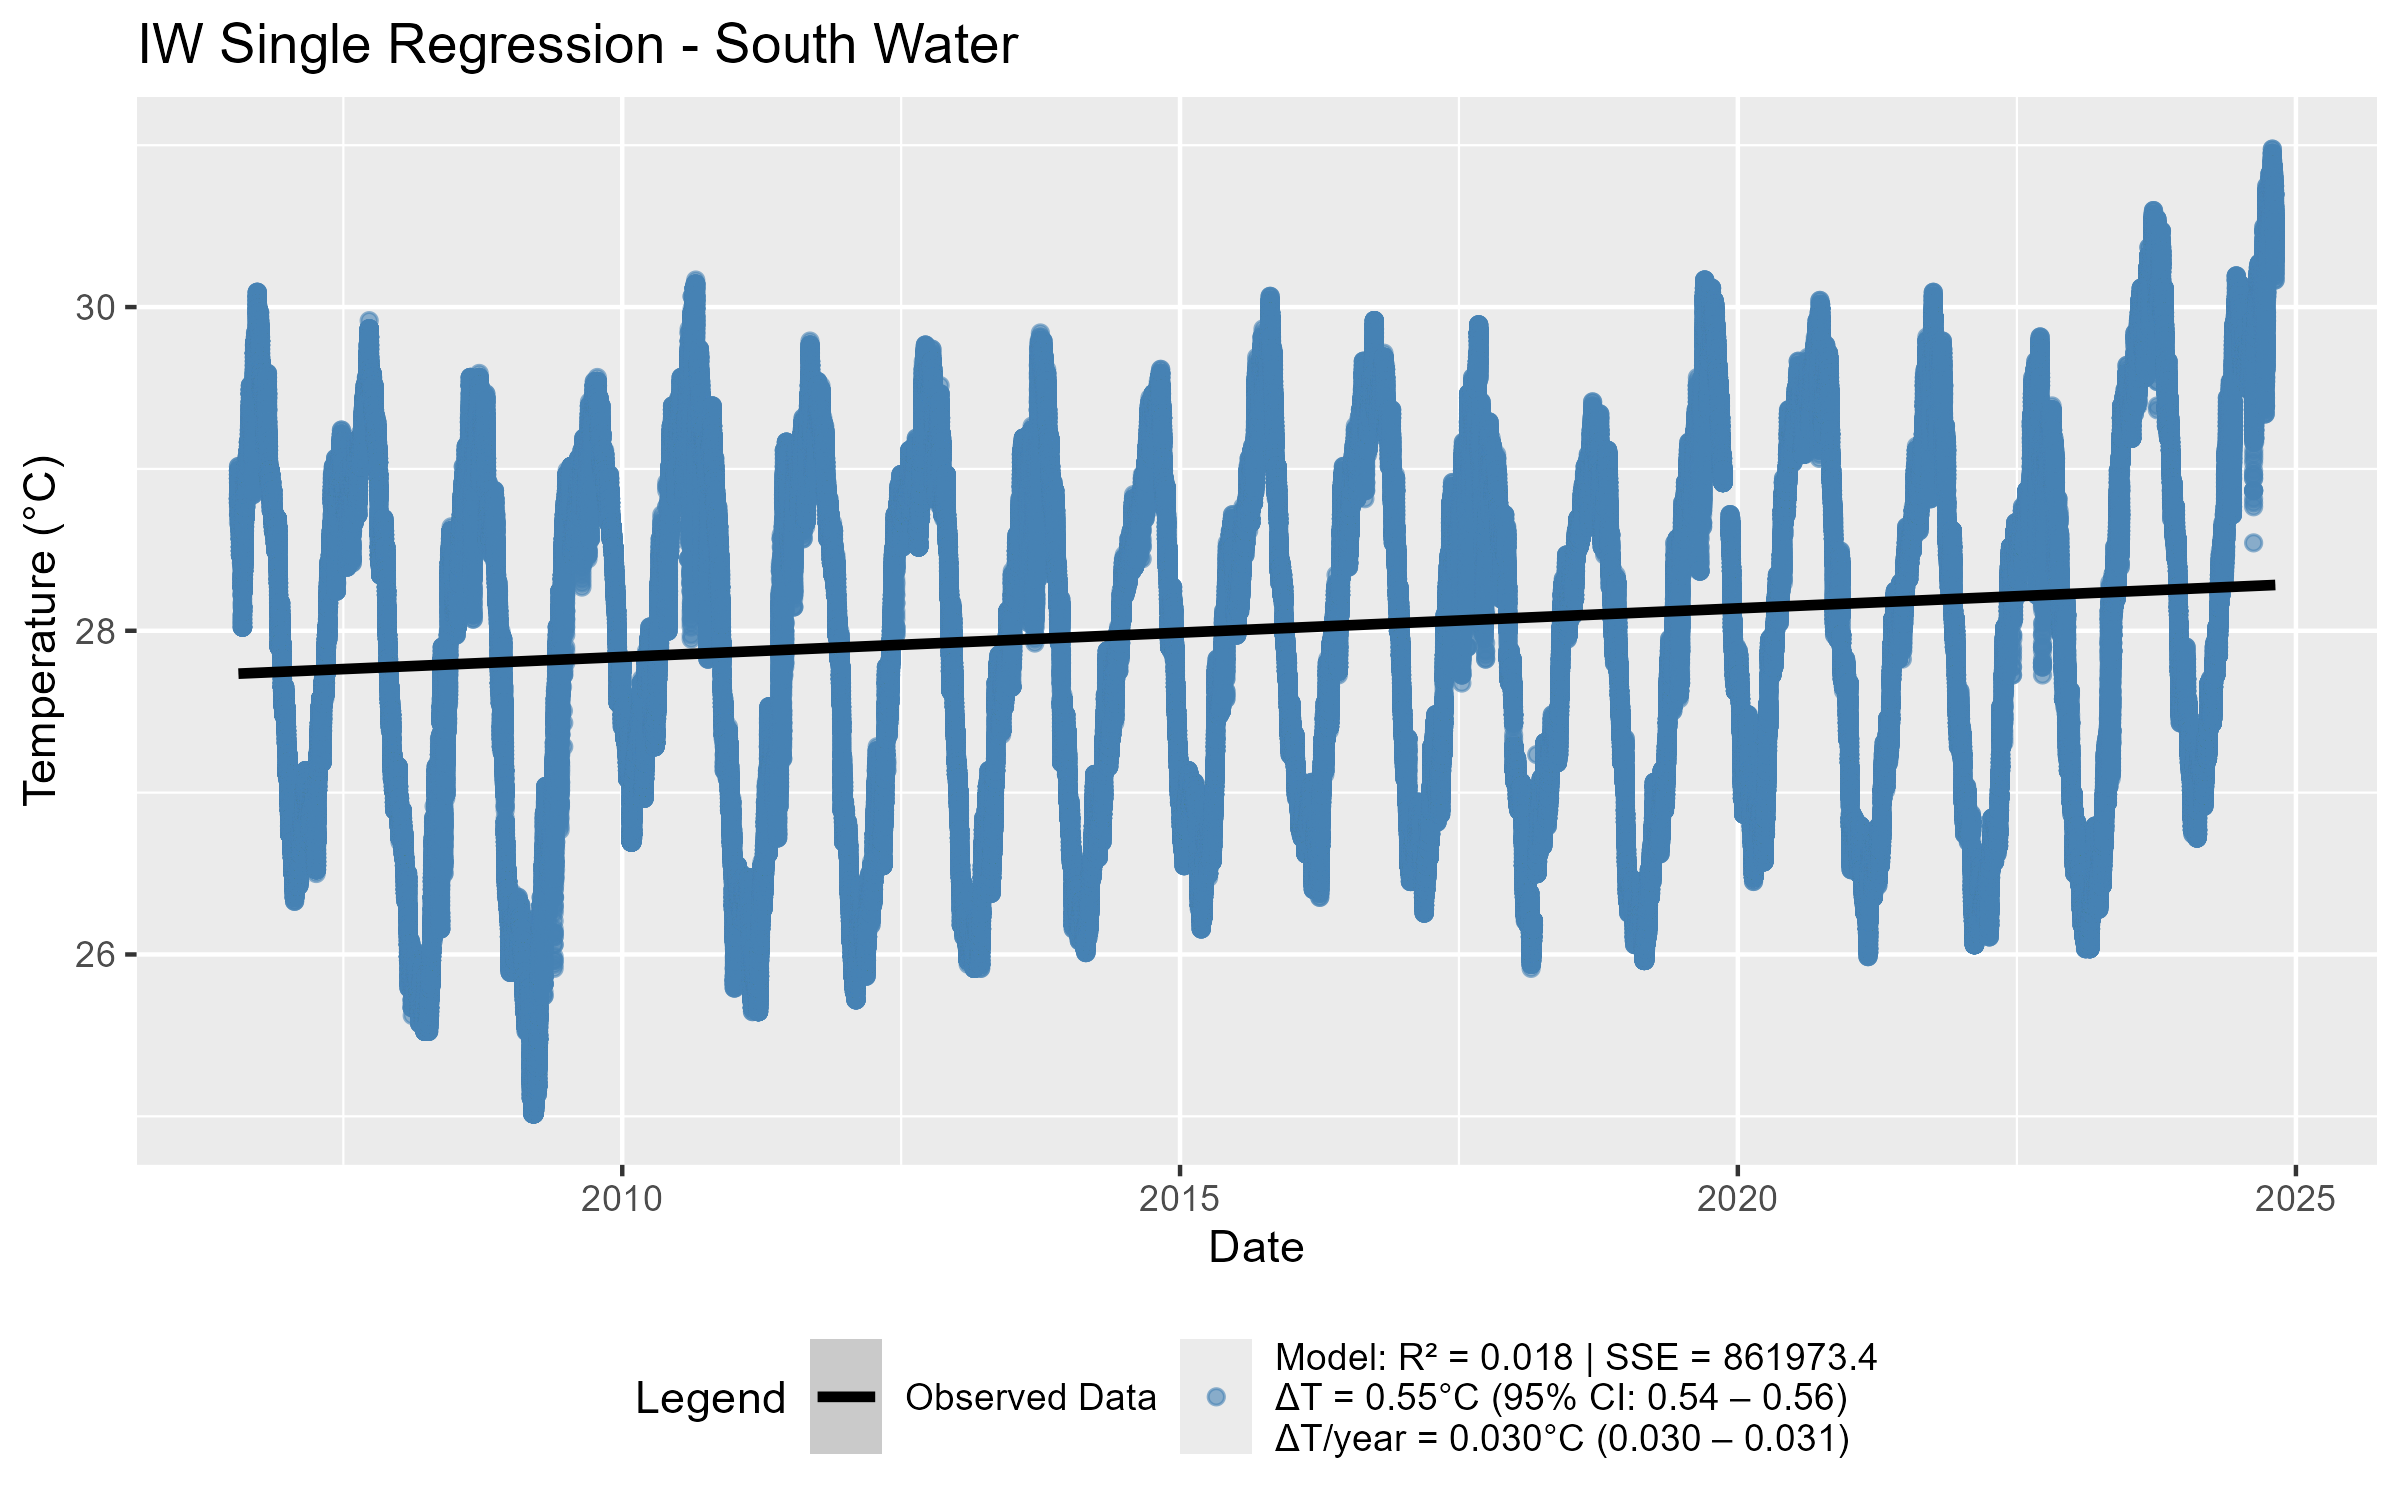 IW Single Regression - South Water
Temperature (°C)
30
28
26
2010
2015
2020
2025
Date
Legend
Observed Data
Model: R² = 0.018 | SSE = 861973.4
ΔT = 0.55°C (95% CI: 0.54 – 0.56)
ΔT/year = 0.030°C (0.030 – 0.031)